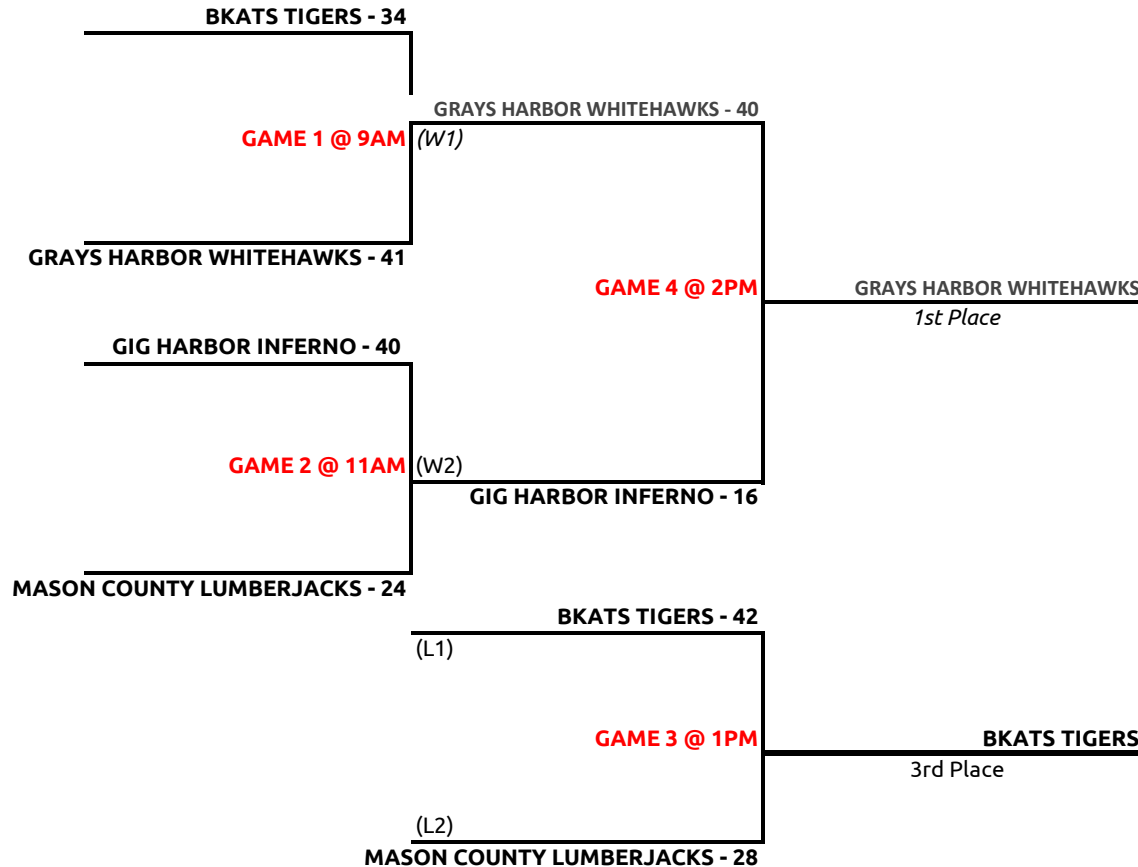 BKATS TIGERS - 34
GRAYS HARBOR WHITEHAWKS - 40
GAME 1 @ 9AM (W1)
GRAYS HARBOR WHITEHAWKS - 41
GAME 4 @ 2PM
GRAYS HARBOR WHITEHAWKS
1st Place
GIG HARBOR INFERNO - 40
GAME 2 @ 11AM (W2)
GIG HARBOR INFERNO - 16
MASON COUNTY LUMBERJACKS - 24
BKATS TIGERS - 42
(L1)
GAME 3 @ 1PM
BKATS TIGERS
3rd Place
(L2)
MASON COUNTY LUMBERJACKS - 28